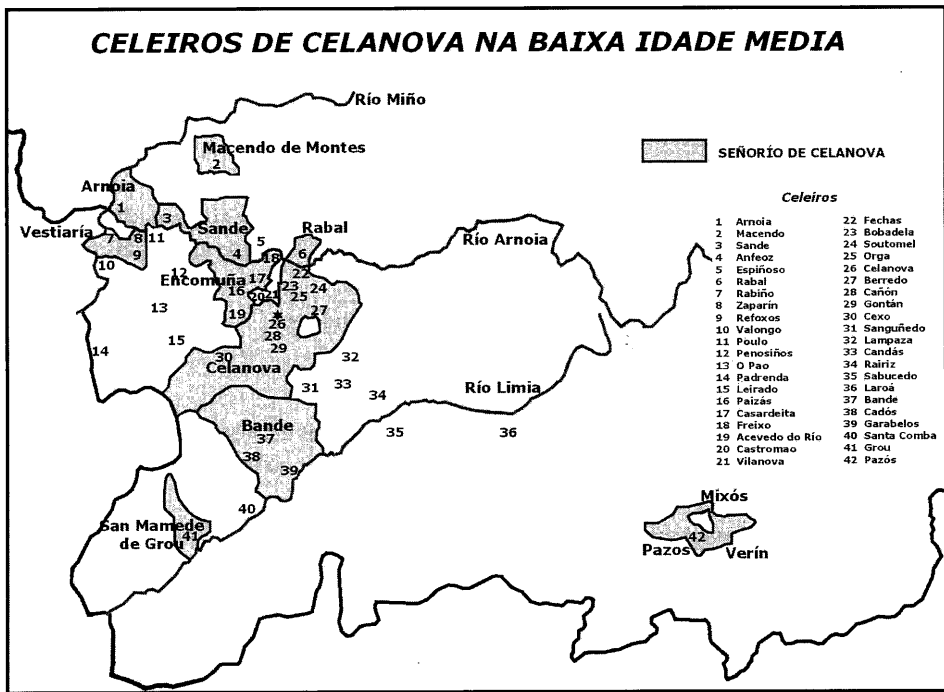 CELEIROS DE CELANOVA NA BAIXA IDADE MEDIA
Río Miño
Macendo de Montes
2
SEÑORÍO DE CELANOVA
Arnoia
1
3
Vestiaría
7
8
11
9
10
Sande
4
5
Rabal
6
18
Río Arnoia
12
Encomuña
17
16
20
21
22
23
24
25
19
13
26
27
28
29
14
15
30
Celanova
32
31
33
34
Río Limia
Bande
37
38
39
35
36
40
San Mamede
de Grou
41
Mixós
42
Pazos
Verín
Celeiros
1 Arnoia
2 Macendo
3 Sande
4 Anfeoz
5 Espiñoso
6 Rabal
7 Rabiño
8 Zaparín
9 Refoxos
10 Valongo
11 Poulo
12 Penosiños
13 O Pao
14 Padrenda
15 Leirado
16 Paizás
17 Casardeita
18 Freixo
19 Acevedo do Río
20 Castromao
21 Vilanova
22 Fechas
23 Bobadela
24 Soutomel
25 Orga
26 Celanova
27 Berredo
28 Cañón
29 Gontán
30 Cexo
31 Sanguñedo
32 Lampaza
33 Candás
34 Rairiz
35 Sabucedo
36 Laroá
37 Bande
38 Cadós
39 Garabelos
40 Santa Comba
41 Grou
42 Pazós